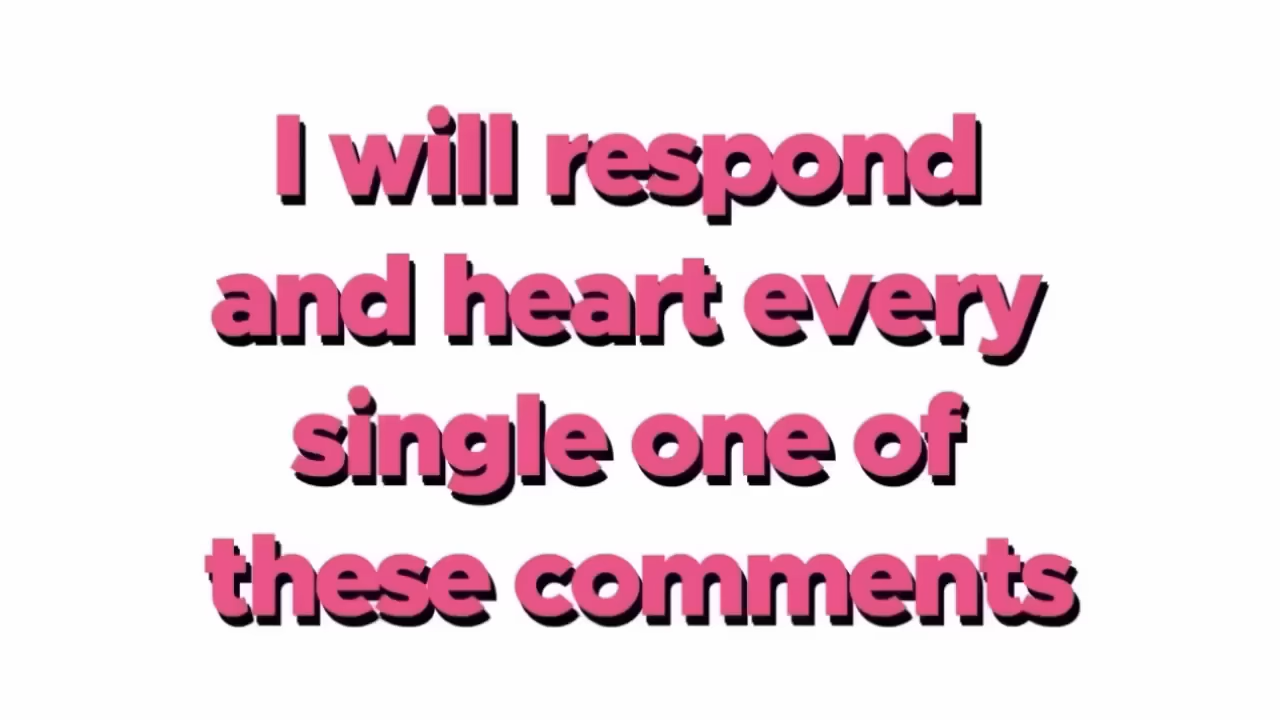 I will respond
and heart every
single one of
these comments